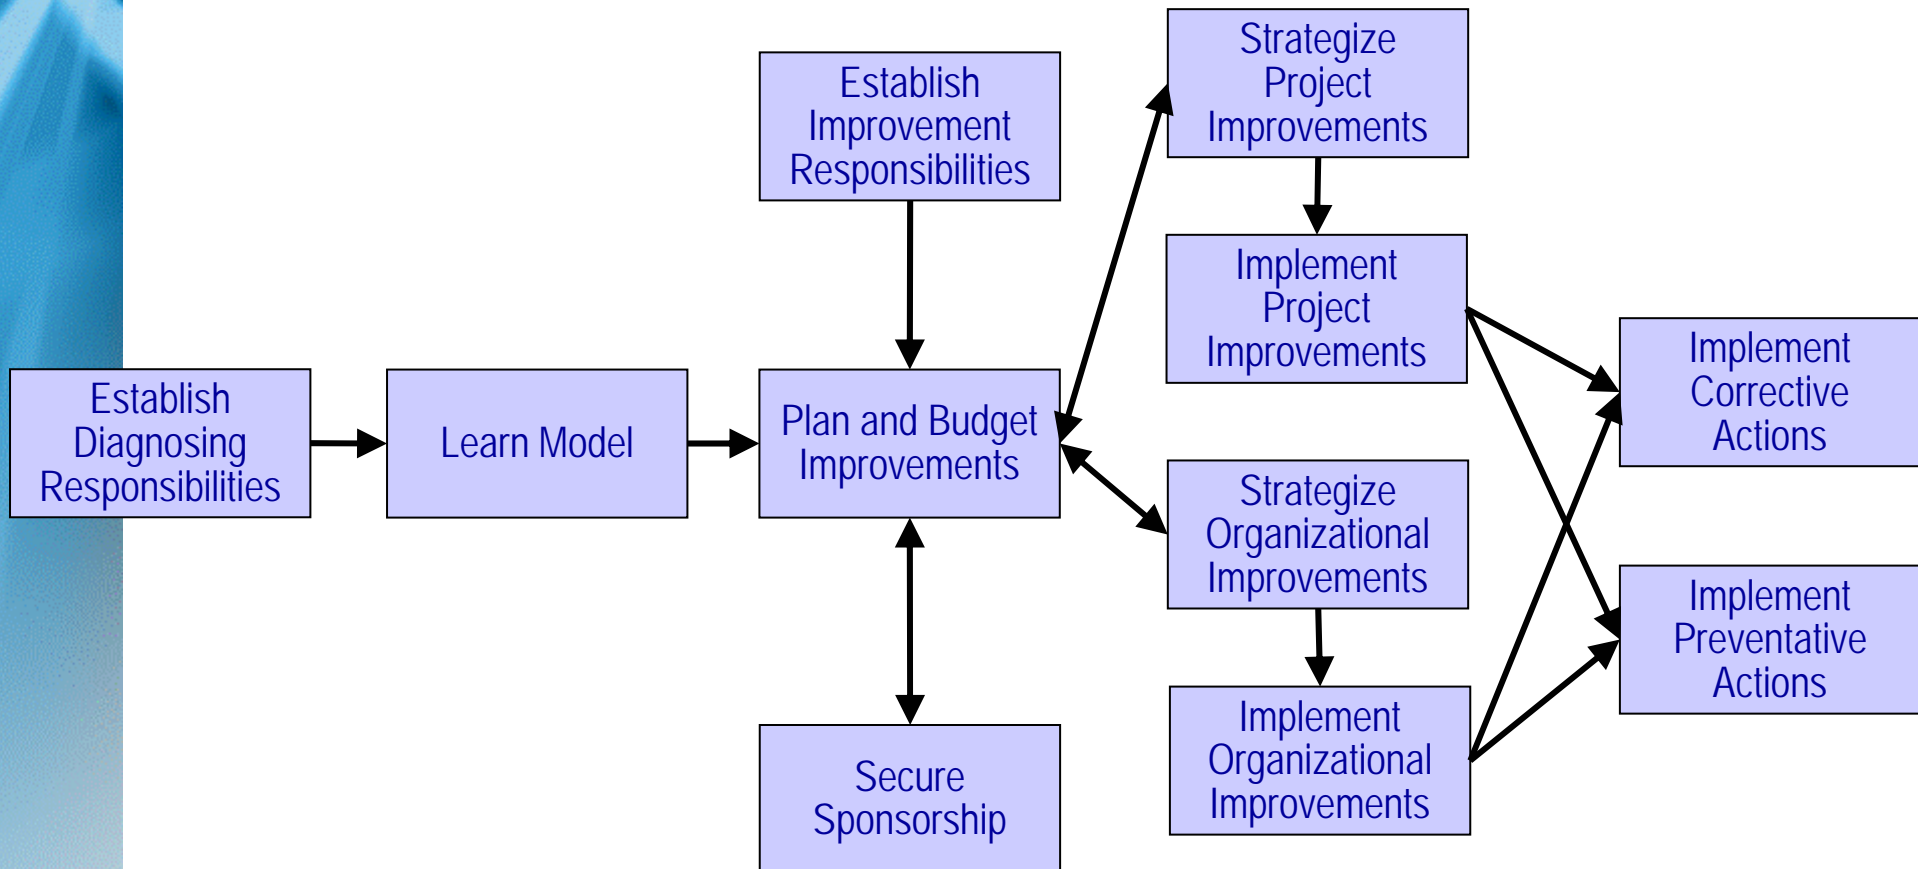 Establish
Diagnosing
Responsibilities
Learn Model
Establish
Improvement
Responsibilities
Plan and Budget
Improvements
Secure
Sponsorship
Strategize
Project
Improvements
Implement
Project
Improvements
Strategize
Organizational
Improvements
Implement
Organizational
Improvements
Implement
Corrective
Actions
Implement
Preventative
Actions